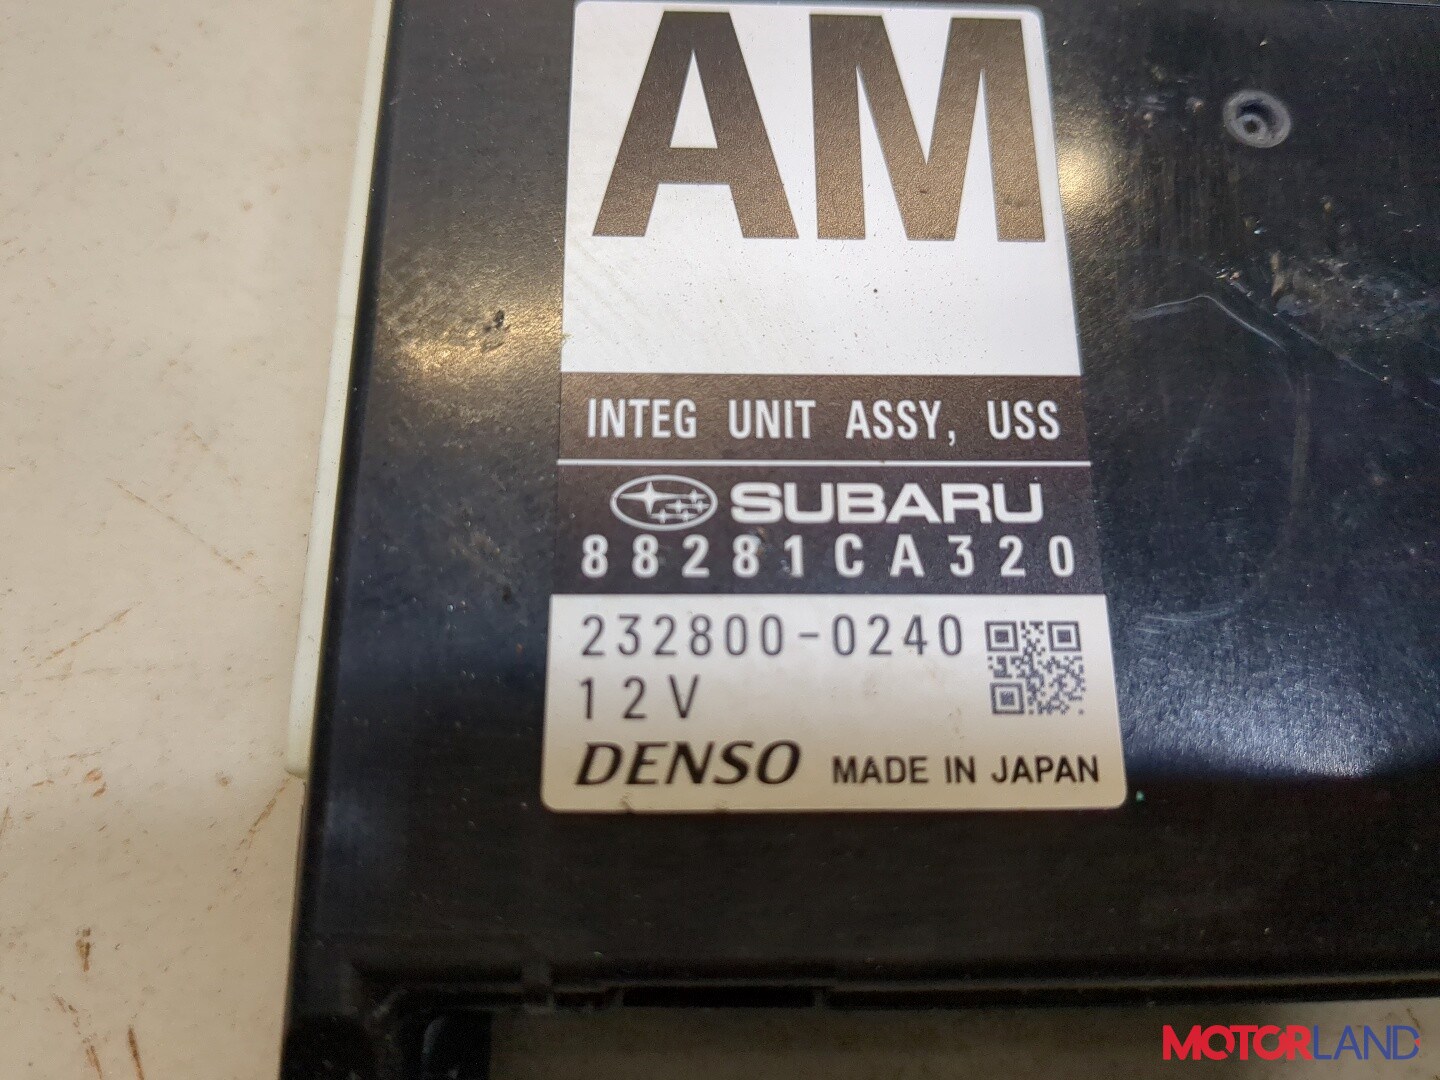 AM
INTEG UNIT ASSY, USS
SUBARU
88281CA320
232800-0240
12V
DENSO MADE IN JAPAN
MOTORLAND